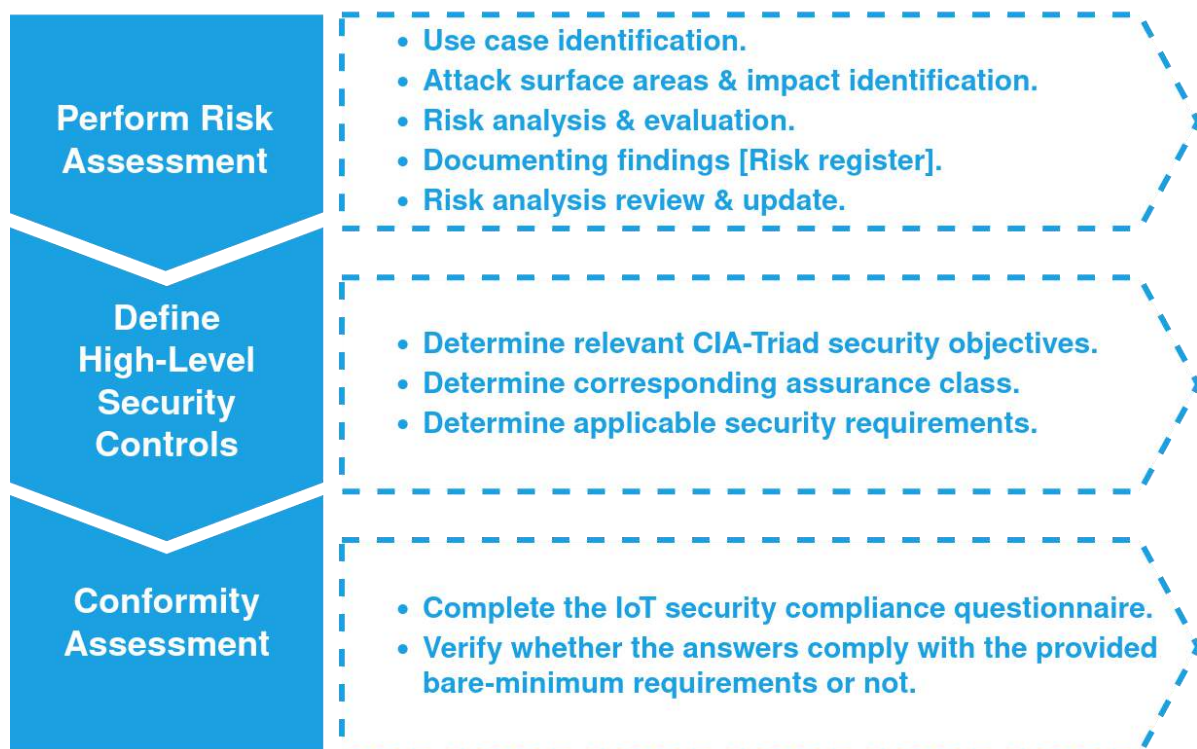 Perform Risk
Assessment
• Use case identification.
• Attack surface areas & impact identification.
• Risk analysis & evaluation.
• Documenting findings [Risk register].
• Risk analysis review & update.
Define
High-Level
Security
Controls
• Determine relevant CIA-Triad security objectives.
• Determine corresponding assurance class.
• Determine applicable security requirements.
Conformity
Assessment
• Complete the IoT security compliance questionnaire.
• Verify whether the answers comply with the provided
bare-minimum requirements or not.